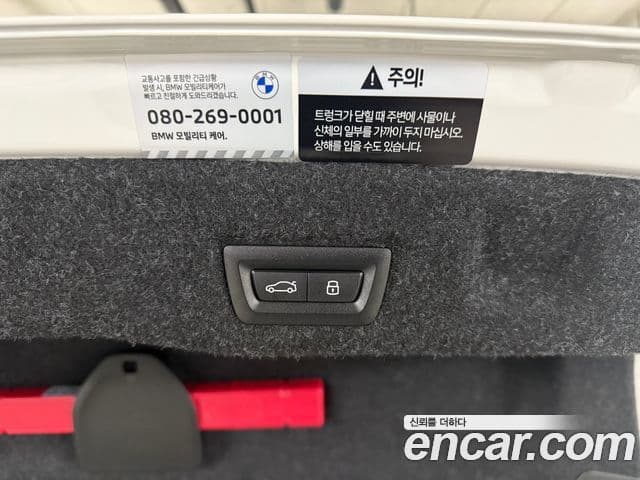 교통사고를 포함한 긴급상황
발생 시, BMW 모빌리티케어가
빠르고 친절하게 도와드리겠습니다.
080-269-0001
BMW 모빌리티 케어.
주의!
트렁크가 닫힐 때 주변에 사물이나
신체의 일부를 가까이 두지 마십시오.
상해를 입을 수도 있습니다.
신뢰를 더하다
encar.com